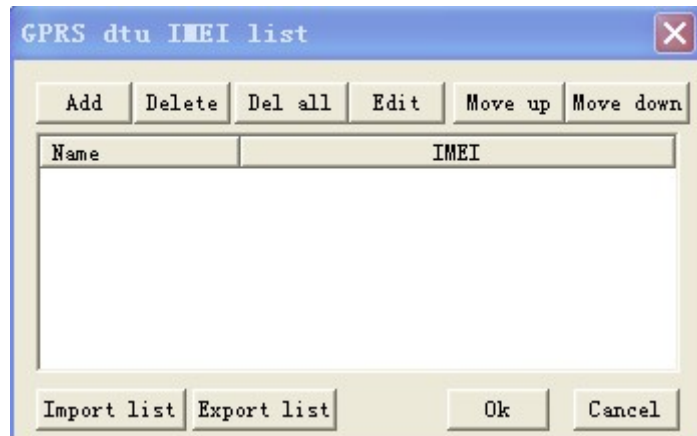 GPRS dtu IMEI list
Add Delete Del all Edit Move up Move down
Name IMEI
Import list Export list Ok Cancel